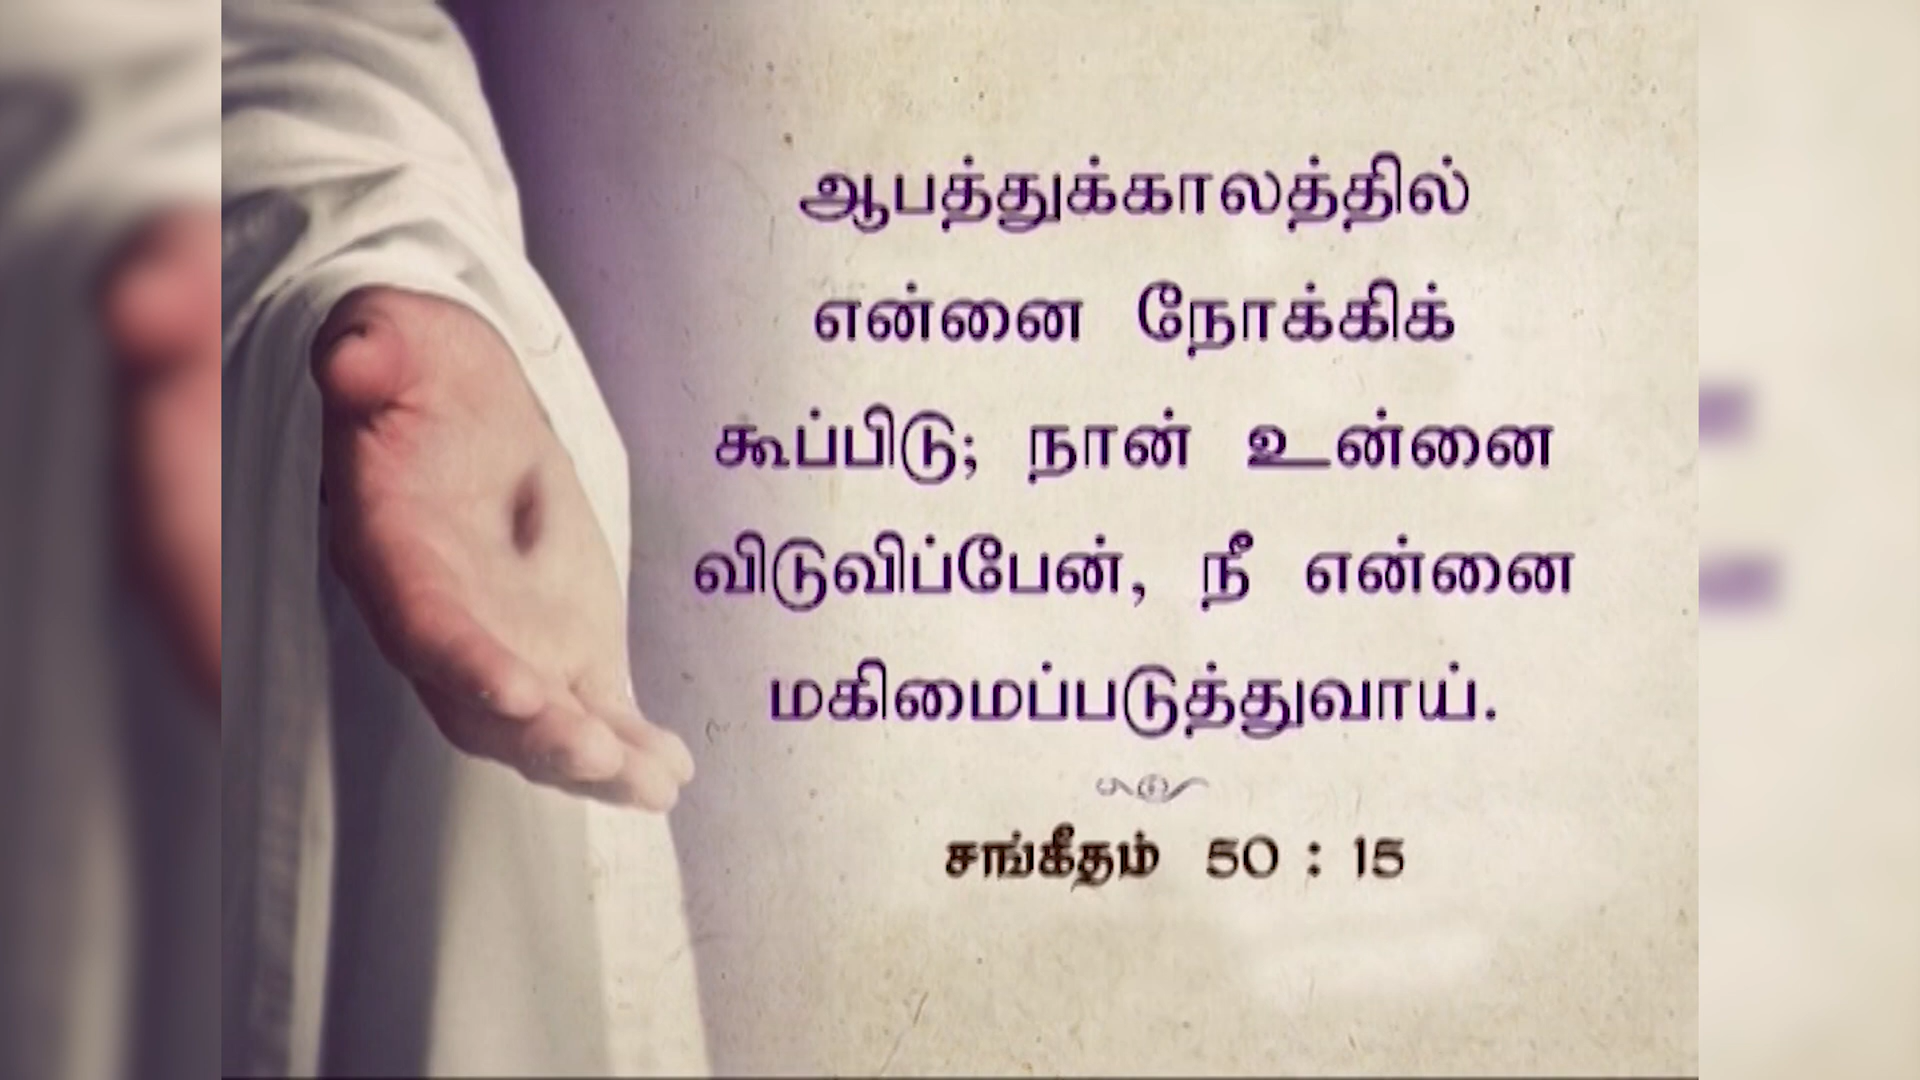 ஆபத்துக்காலத்தில்
என்னை நோக்கிக்
கூப்பிடு; நான் உன்னை
விடுவிப்பேன், நீ என்னை
மகிமைப்படுத்துவாய்.
சங்கீதம் 50 : 15